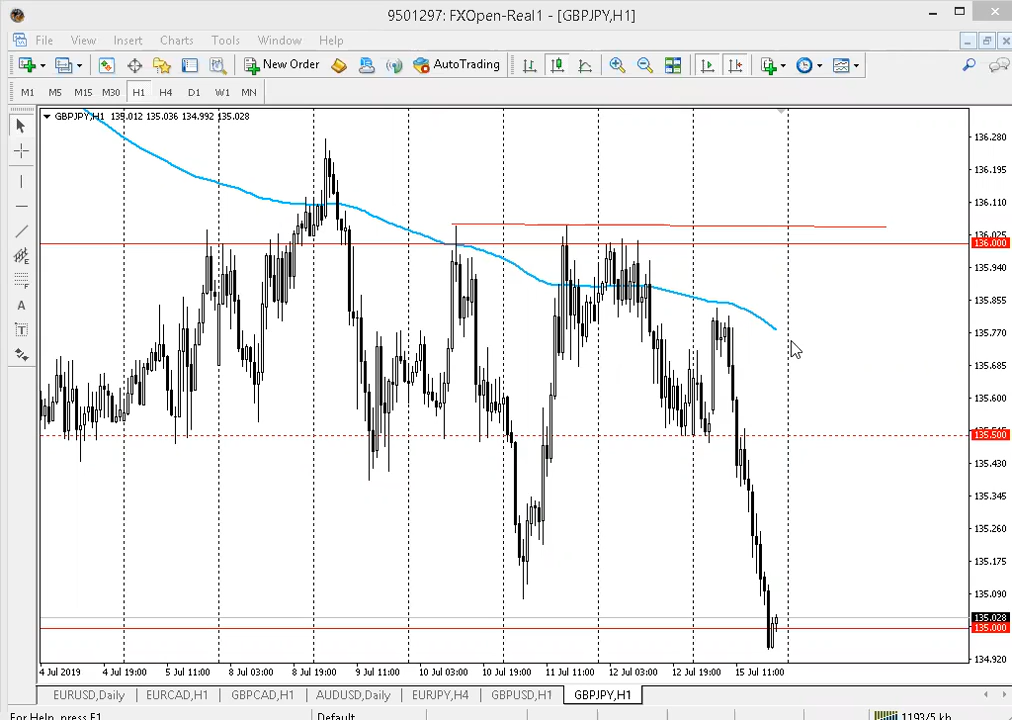 9501297: FXOpen-Real1 - [GBPJPY,H1]
File View Insert Charts Tools Window Help
New Order AutoTrading
M1 M5 M15 M30 H1 H4 D1 W1 MN
GBPJPY,H1 135.012 135.036 134.992 135.028
136.280
136.195
136.110
136.025
136.000
135.940
135.855
135.770
135.685
135.600
135.500
135.430
135.345
135.260
135.175
135.090
135.028
135.000
134.920
4 Jul 2019 4 Jul 19:00 5 Jul 11:00 8 Jul 03:00 8 Jul 19:00 9 Jul 11:00 10 Jul 03:00 10 Jul 19:00 11 Jul 11:00 12 Jul 03:00 12 Jul 19:00 15 Jul 11:00
EURUSD,Daily EURCAD,H1 GBPCAD,H1 AUDUSD,Daily EURJPY,H4 GBPUSD,H1 GBPJPY,H1
For Help, press F1 Default 1193/5 kb